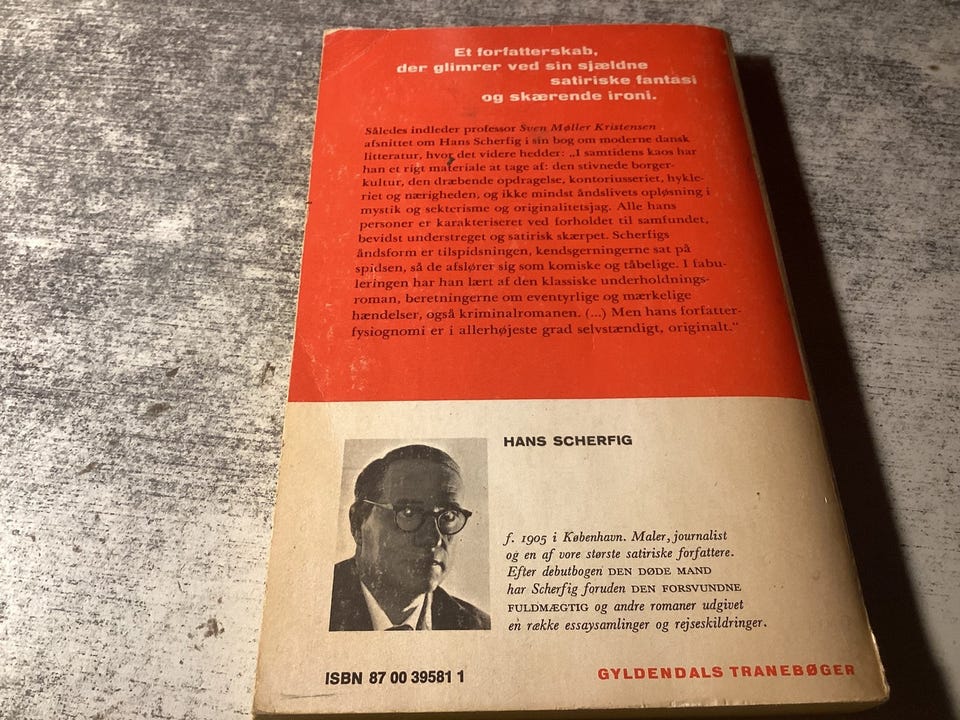 Et forfatterskab,
der glimrer ved sin sjældne
satiriske fantasi
og skærende ironi.
Således indleder professor Sven Møller Kristensen
afsnittet om Hans Scherfig i sin bog om moderne dansk
litteratur, hvor det videre hedder: „I samtidens kaos har
han et rigt materiale at tage af: den stivnede borger-
kultur, den dræbende opdragelse, kontoriusseriet, hykle-
riet og nærigheden, og ikke mindst åndslivets opløsning i
mystik og sekterisme og originalitetsjag. Alle hans
personer er karakteriseret ved forholdet til samfundet,
bevidst understreget og satirisk skærpet. Scherfigs
åndsform er tilspidsningen, kendsgerningerne sat på
spidsen, så de afslører sig som komiske og tåbelige. I fabu-
leringen har han lært af den klassiske underholdnings-
roman, beretningerne om eventyrlige og mærkelige
hændelser, også kriminalromanen. (...) Men hans forfatter-
fysiognomi er i allerhøjeste grad selvstændigt, originalt.“
HANS SCHERFIG
f. 1905 i København. Maler, journalist
og en af vore største satiriske forfattere.
Efter debutbogen DEN DØDE MAND
har Scherfig foruden DEN FORSVUNDNE
FULDMÆGTIG og andre romaner udgivet
en række essaysamlinger og rejseskildringer.
ISBN 87 00 39581 1
GYLDENDALS TRANEBØGER